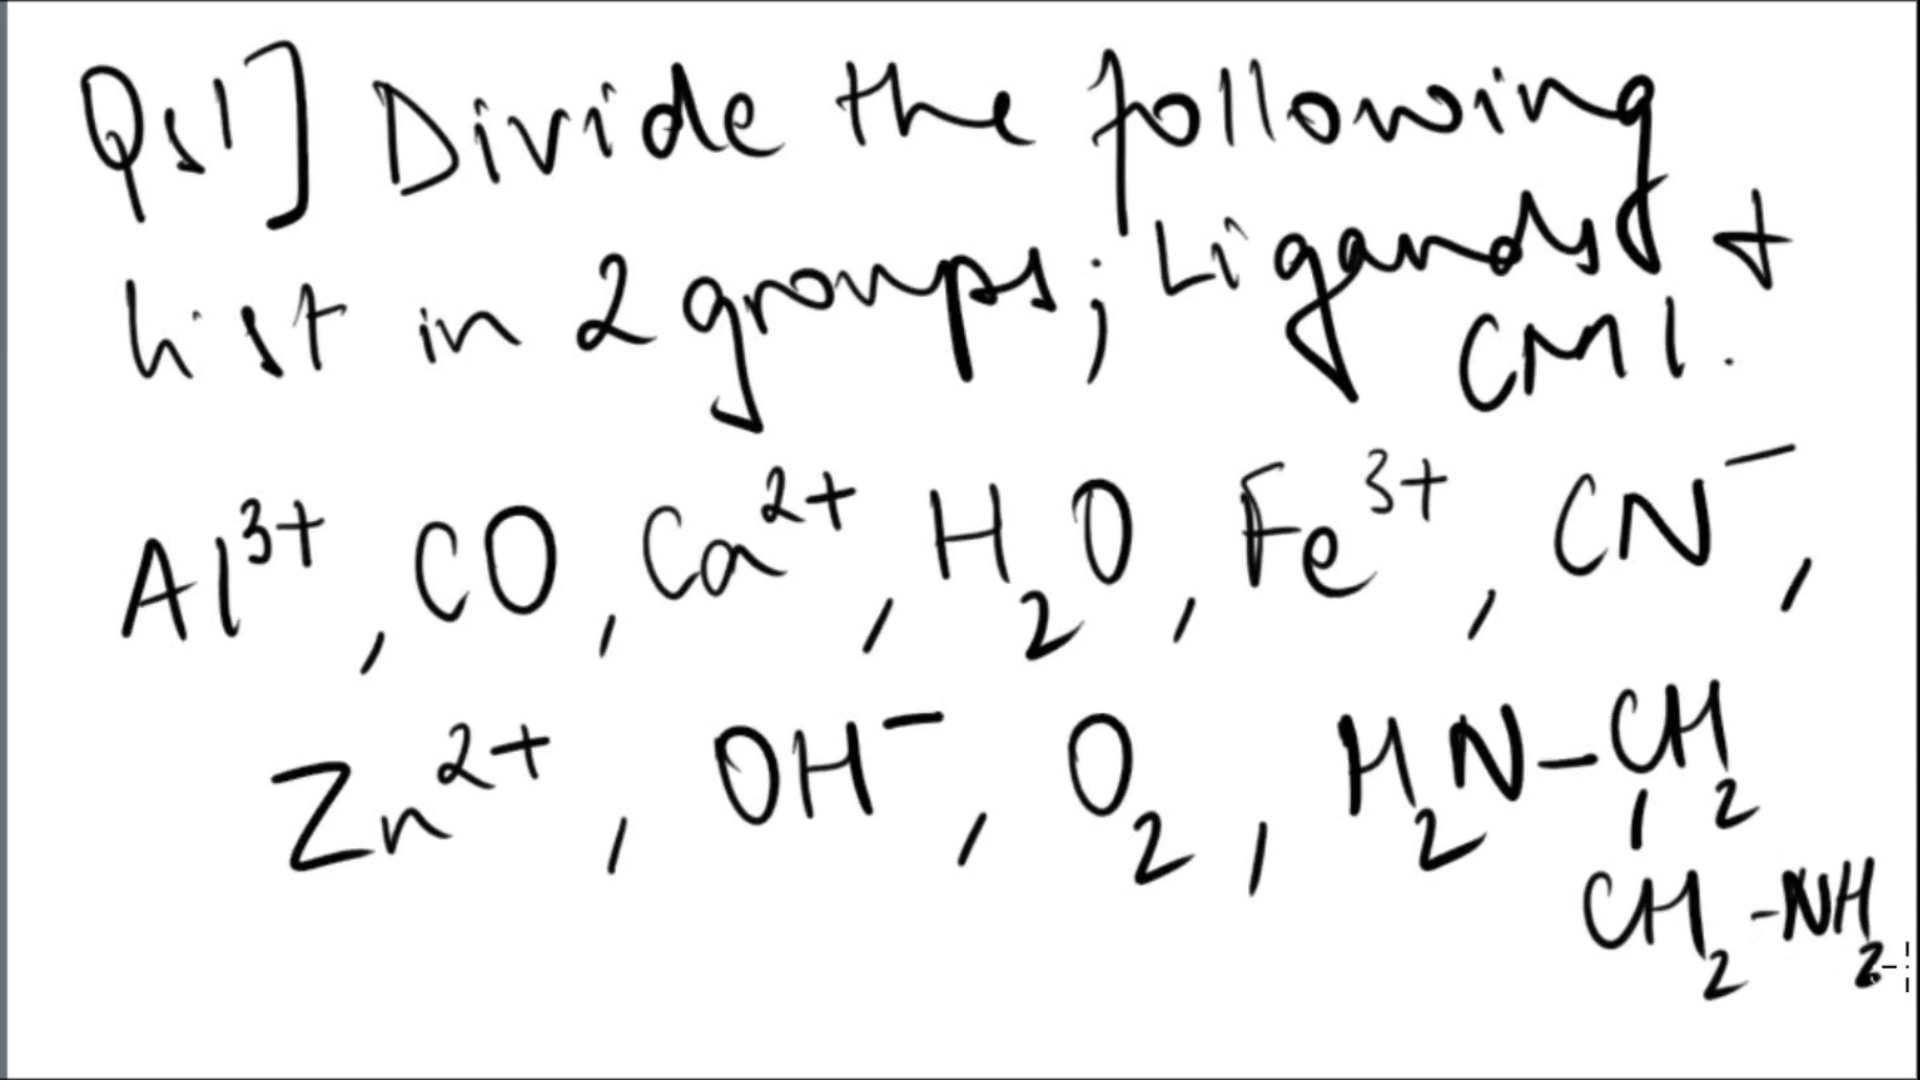 Qs1] Divide the following
list in 2 groups; Ligands +
CMI.
Al³⁺, CO, Ca²⁺, H₂O, Fe³⁺, CN⁻,
Zn²⁺, OH⁻, O₂, H₂N-CH₂
CH₂-NH₂